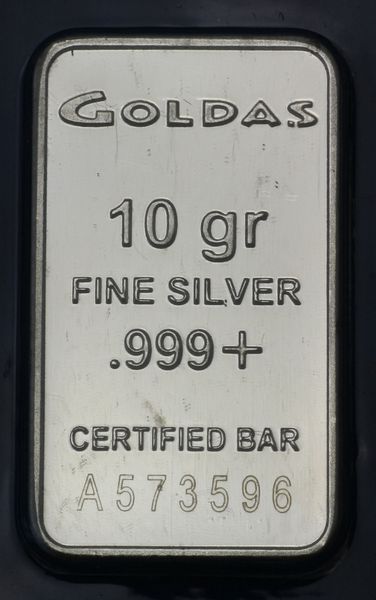 GOLDAS
10 gr
FINE SILVER
.999+
CERTIFIED BAR
A573596